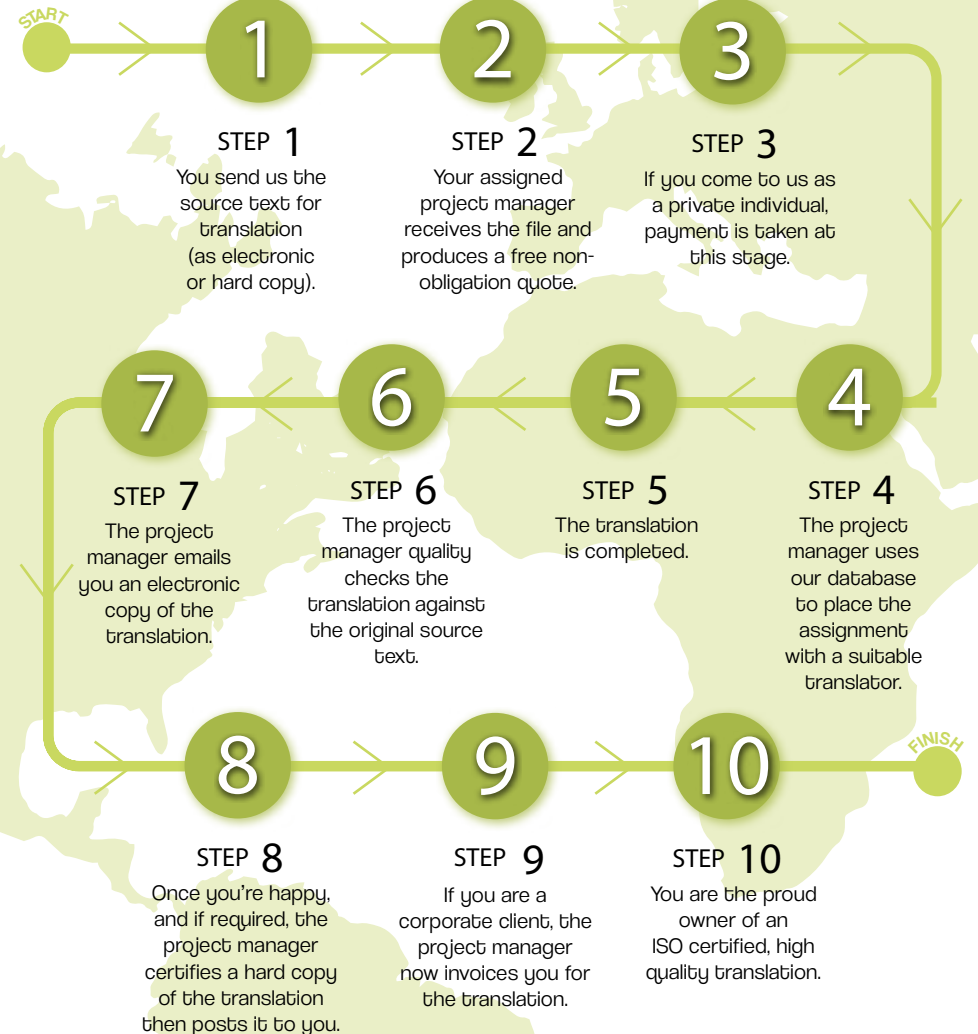 START
1
2
3
STEP 1
You send us the
source text for
translation
(as electronic
or hard copy).
STEP 2
Your assigned
project manager
receives the file and
produces a free non-
obligation quote.
STEP 3
If you come to us as
a private individual,
payment is taken at
this stage.
4
5
6
7
STEP 4
The project
manager uses
our database
to place the
assignment
with a suitable
translator.
STEP 5
The translation
is completed.
STEP 6
The project
manager quality
checks the
translation against
the original source
text.
STEP 7
The project
manager emails
you an electronic
copy of the
translation.
8
9
10
FINISH
STEP 8
Once you're happy,
and if required, the
project manager
certifies a hard copy
of the translation
then posts it to you.
STEP 9
If you are a
corporate client, the
project manager
now invoices you for
the translation.
STEP 10
You are the proud
owner of an
ISO certified, high
quality translation.